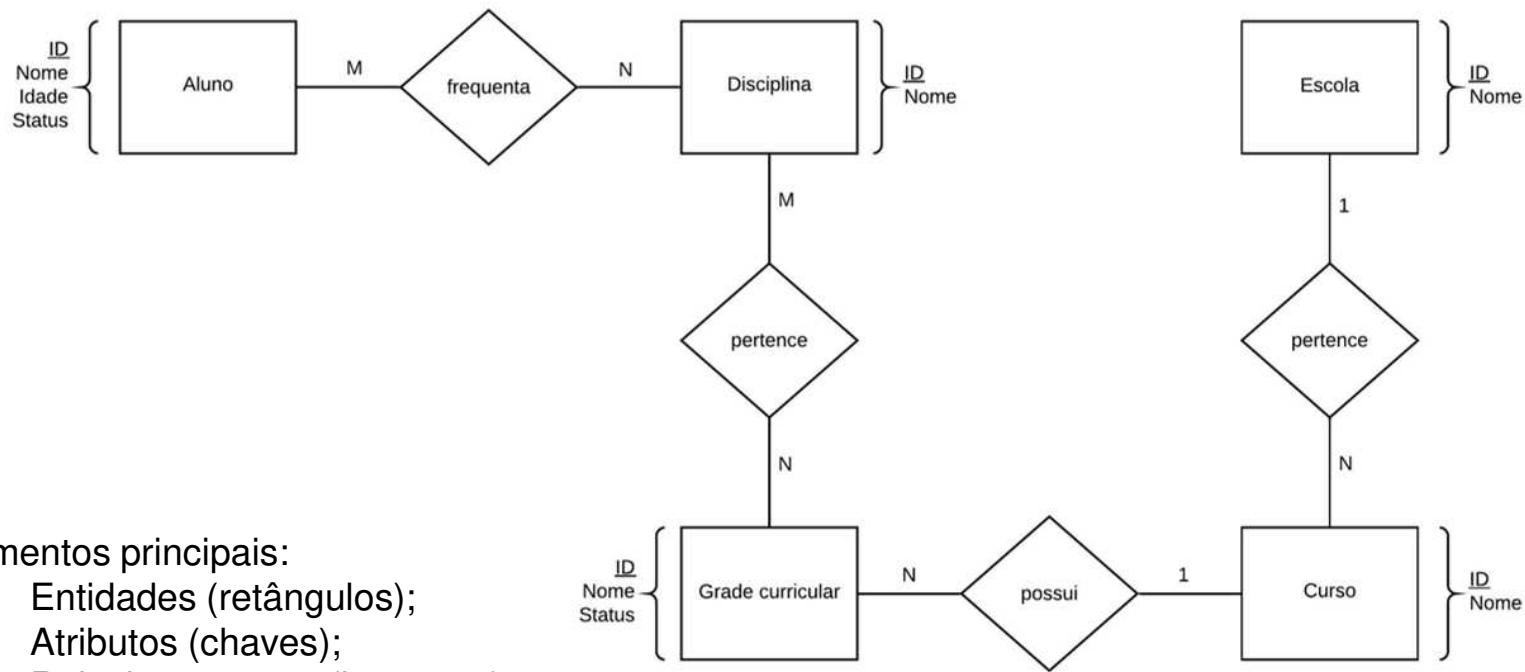 ID
Nome
Idade
Status
Aluno
M
frequenta
N
Disciplina
ID
Nome
Escola
ID
Nome
M
1
pertence
pertence
N
N
mentos principais:
Entidades (retângulos);
Atributos (chaves);
ID
Nome
Status
Grade curricular
N
possui
1
Curso
ID
Nome